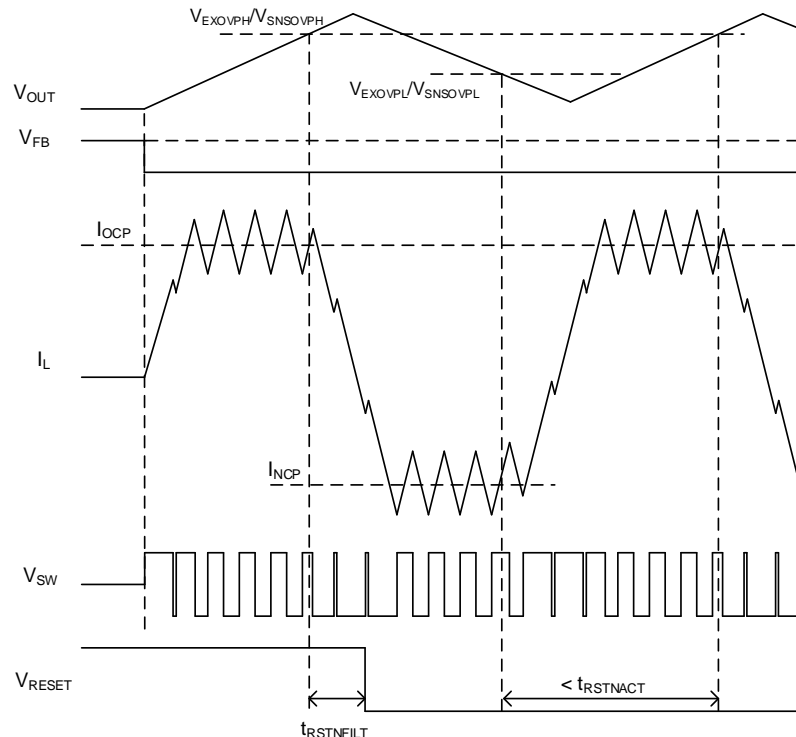 VEXOVPH/VSNSOVPH
VEXOVPL/VSNSOVPL
VOUT
VFB
IOCP
IL
INCP
VSW
VRESET
< tRSTNACT
tRSTNFILT